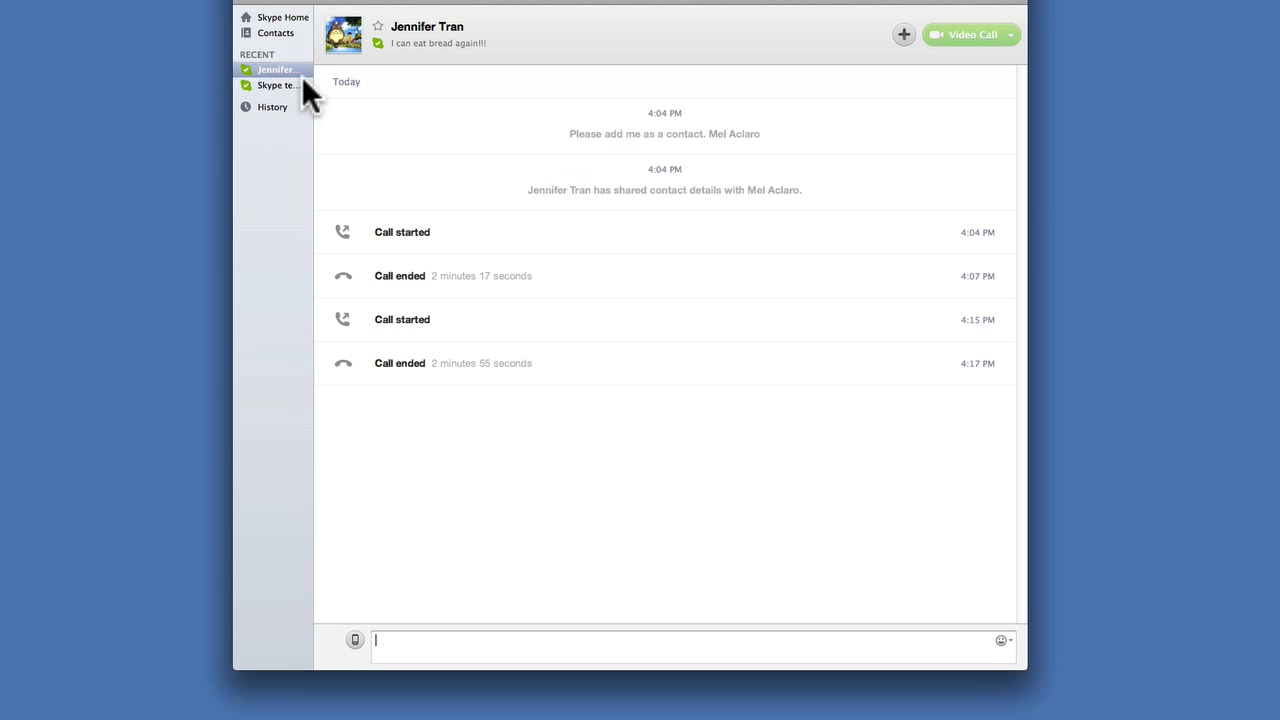 Skype Home
Contacts
RECENT
Jennifer...
Skype te...
History
Jennifer Tran
I can eat bread again!!!
Video Call
Today
4:04 PM
Please add me as a contact. Mel Aclaro
4:04 PM
Jennifer Tran has shared contact details with Mel Aclaro.
Call started 4:04 PM
Call ended 2 minutes 17 seconds 4:07 PM
Call started 4:15 PM
Call ended 2 minutes 55 seconds 4:17 PM